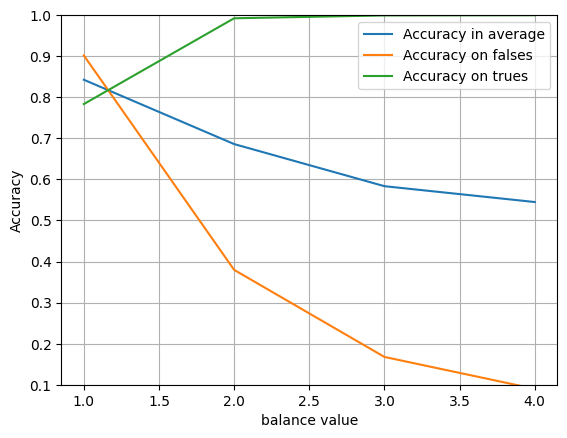 1.0
0.9
0.8
0.7
0.6
0.5
0.4
0.3
0.2
0.1
Accuracy
Accuracy in average
Accuracy on falses
Accuracy on trues
1.0 1.5 2.0 2.5 3.0 3.5 4.0
balance value